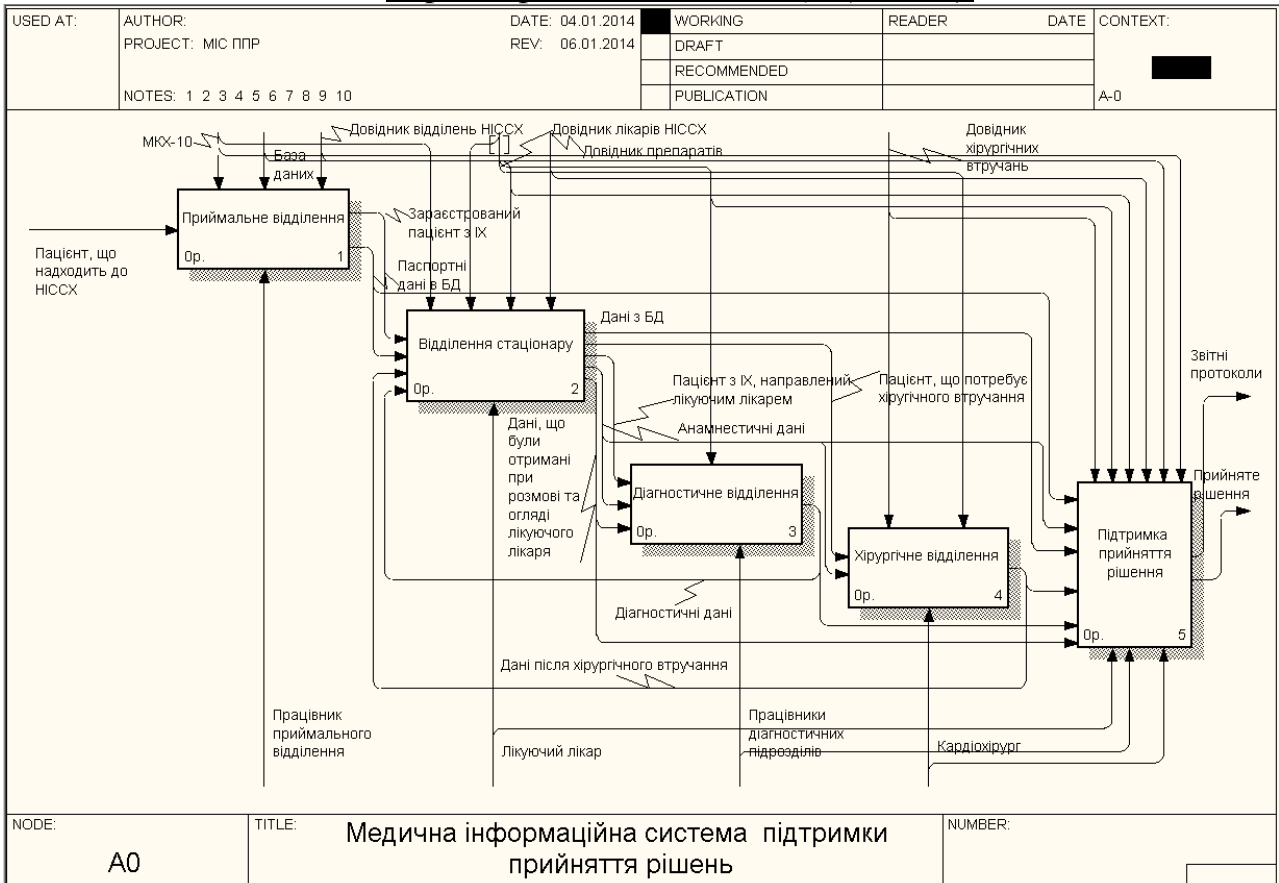 USED AT:
AUTHOR:
DATE: 04.01.2014
PROJECT: МІС ППР
REV: 06.01.2014
NOTES: 1 2 3 4 5 6 7 8 9 10
WORKING
DRAFT
RECOMMENDED
PUBLICATION
READER
DATE
CONTEXT:
A-0
МКХ-10
Довідник відділень НІССХ
Довідник лікарів НІССХ
Довідник препаратів
Довідник
хірургічних
втручань
База
даних
Приймальне відділення
0р.
1
Зараєстрований
пацієнт з ІХ
Пацієнт, що
надходить до
НІССХ
Паспортні
дані в БД
Дані з БД
Відділення стаціонару
0р.
2
Звітні
протоколи
Пацієнт з ІХ, направлений
лікуючим лікарем
Пацієнт, що потребує
хіругічного втручання
Дані, що
були
отримані
при
розмові та
огляді
лікуючого
лікаря
Анамнестичні дані
Діагностичне відділення
0р.
3
Прийняте
рішення
Хірургічне відділення
0р.
4
Підтримка
прийняття
рішення
0р.
5
Діагностичні дані
Дані після хірургічного втручання
Працівник
приймального
відділення
Лікуючий лікар
Працівники
діагностичних
підрозділів
Кардіохірург
NODE:
A0
TITLE:
Медична інформаційна система підтримки
прийняття рішень
NUMBER: